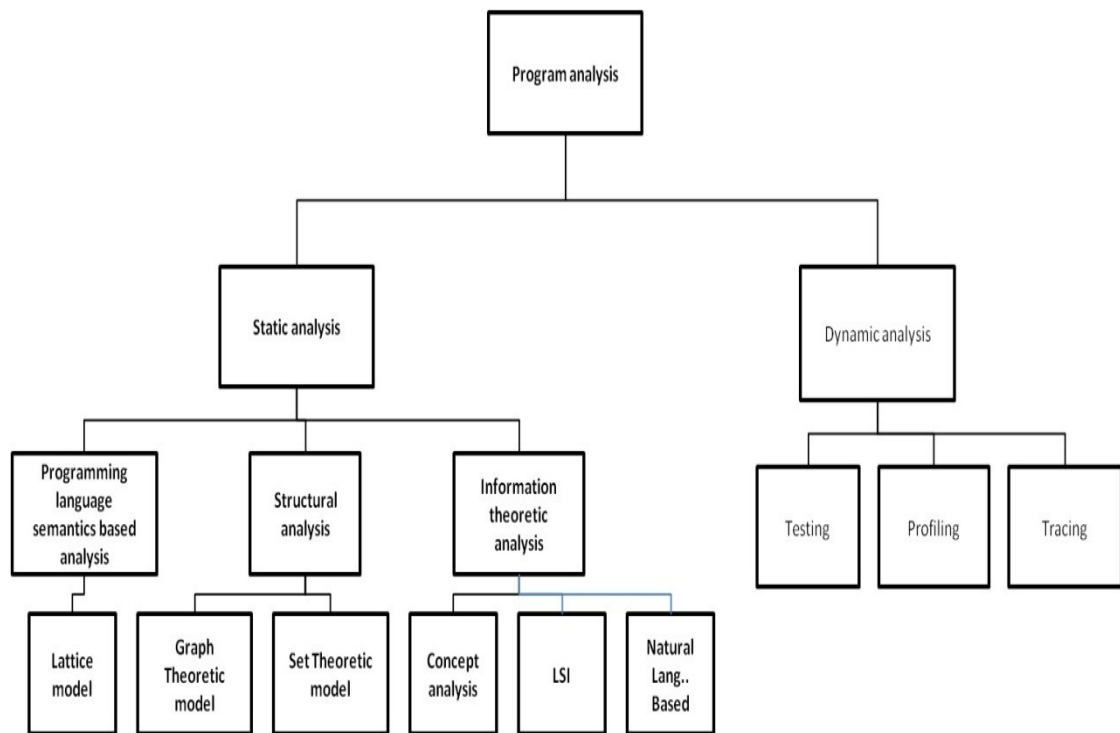 Program analysis
Static analysis
Dynamic analysis
Programming
language
semantics based
analysis
Structural
analysis
Information
theoretic
analysis
Testing
Profiling
Tracing
Lattice
model
Graph
Theoretic
model
Set Theoretic
model
Concept
analysis
LSI
Natural
Lang..
Based